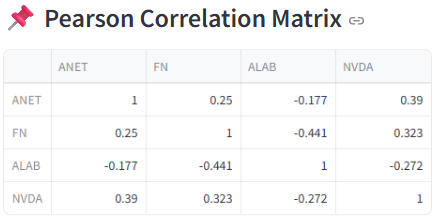 Pearson Correlation Matrix
ANET FN ALAB NVDA
ANET 1 0.25 -0.177 0.39
FN 0.25 1 -0.441 0.323
ALAB -0.177 -0.441 1 -0.272
NVDA 0.39 0.323 -0.272 1